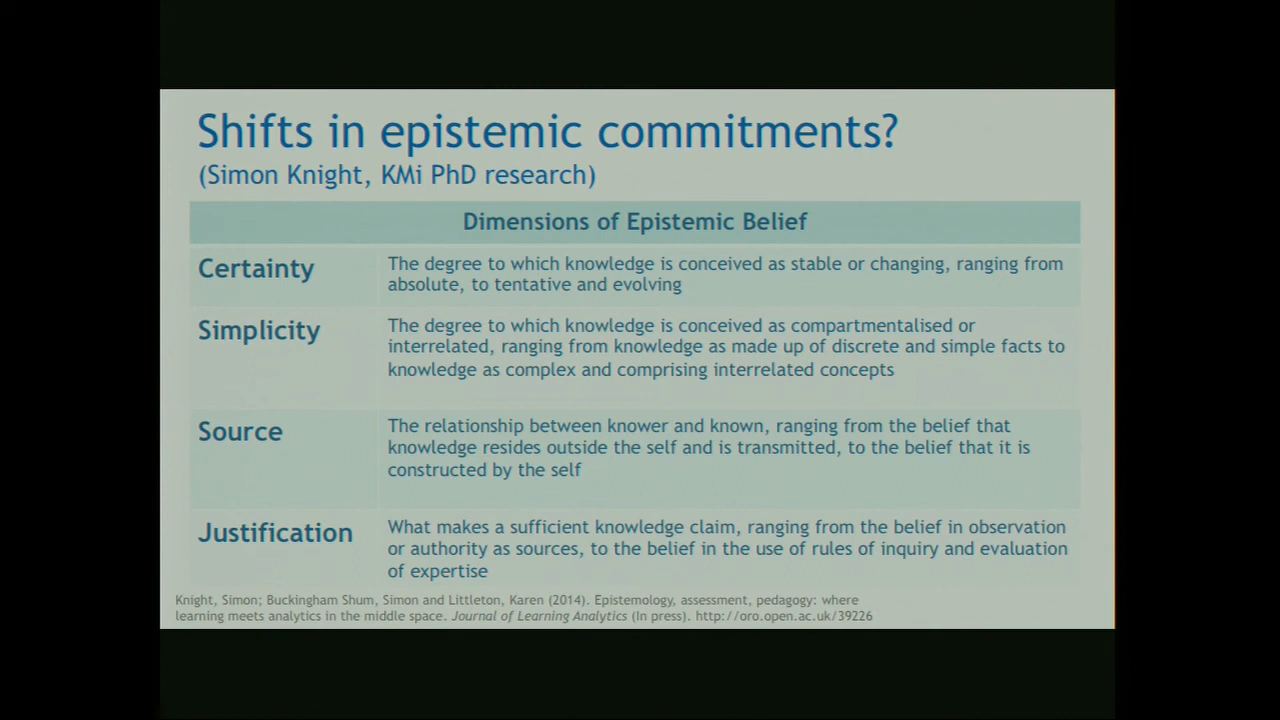 Shifts in epistemic commitments?
(Simon Knight, KMi PhD research)
Dimensions of Epistemic Belief
Certainty
The degree to which knowledge is conceived as stable or changing, ranging from
absolute, to tentative and evolving
Simplicity
The degree to which knowledge is conceived as compartmentalised or
interrelated, ranging from knowledge as made up of discrete and simple facts to
knowledge as complex and comprising interrelated concepts
Source
The relationship between knower and known, ranging from the belief that
knowledge resides outside the self and is transmitted, to the belief that it is
constructed by the self
Justification
What makes a sufficient knowledge claim, ranging from the belief in observation
or authority as sources, to the belief in the use of rules of inquiry and evaluation
of expertise
Knight, Simon; Buckingham Shum, Simon and Littleton, Karen (2014). Epistemology, assessment, pedagogy: where
learning meets analytics in the middle space. Journal of Learning Analytics (In press). http://oro.open.ac.uk/39226